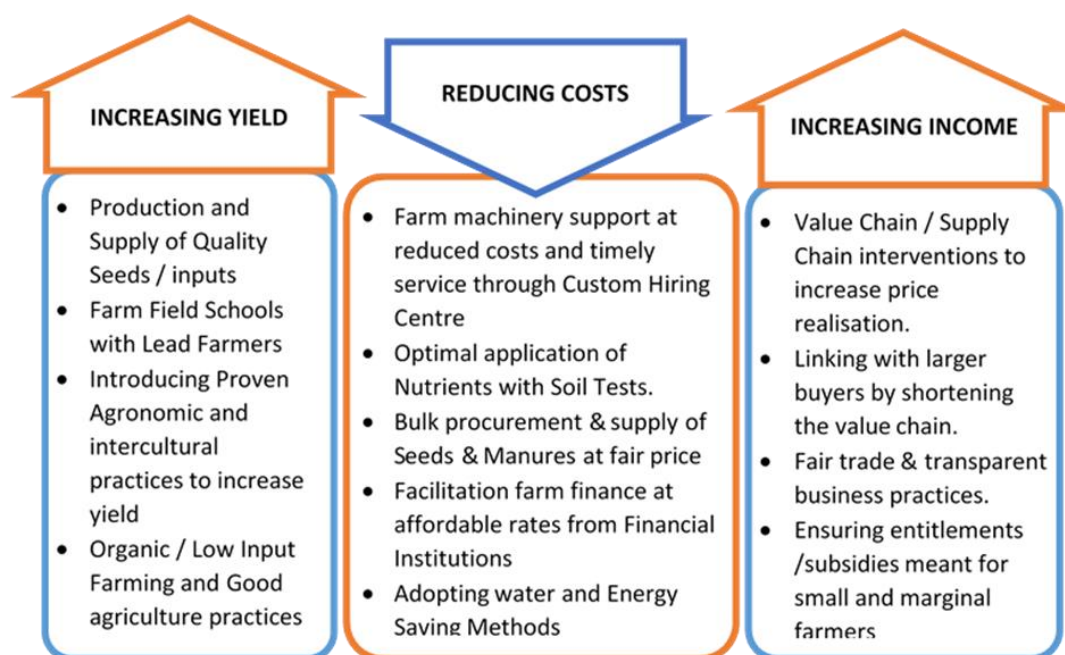 INCREASING YIELD
• Production and
Supply of Quality
Seeds / inputs
• Farm Field Schools
with Lead Farmers
• Introducing Proven
Agronomic and
intercultural
practices to increase
yield
• Organic / Low Input
Farming and Good
agriculture practices
REDUCING COSTS
• Farm machinery support at
reduced costs and timely
service through Custom Hiring
Centre
• Optimal application of
Nutrients with Soil Tests.
• Bulk procurement & supply of
Seeds & Manures at fair price
• Facilitation farm finance at
affordable rates from Financial
Institutions
• Adopting water and Energy
Saving Methods
INCREASING INCOME
• Value Chain / Supply
Chain interventions to
increase price
realisation.
• Linking with larger
buyers by shortening
the value chain.
• Fair trade & transparent
business practices.
• Ensuring entitlements
/subsidies meant for
small and marginal
farmers